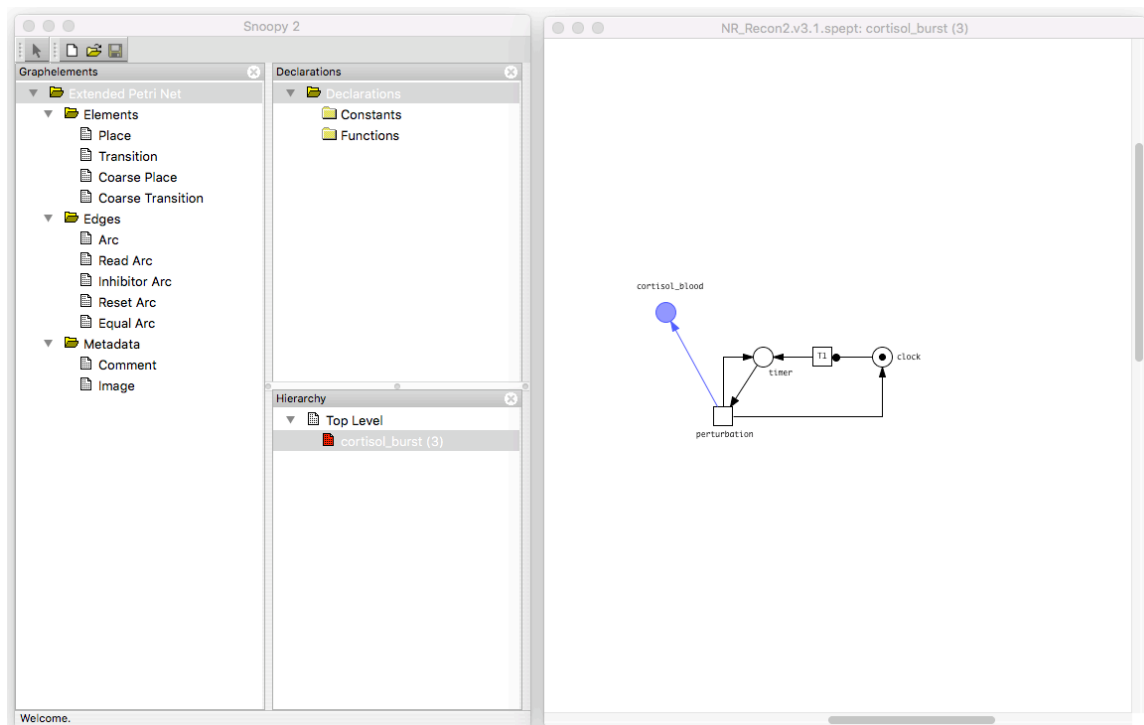 Snoopy 2
Graphelements
Extended Petri Net
Elements
Place
Transition
Coarse Place
Coarse Transition
Edges
Arc
Read Arc
Inhibitor Arc
Reset Arc
Equal Arc
Metadata
Comment
Image
Declarations
Declarations
Constants
Functions
Hierarchy
Top Level
cortisol_burst (3)
Welcome.
NR_Recon2.v3.1.spept: cortisol_burst (3)
cortisol_blood
T1
clock
timer
perturbation